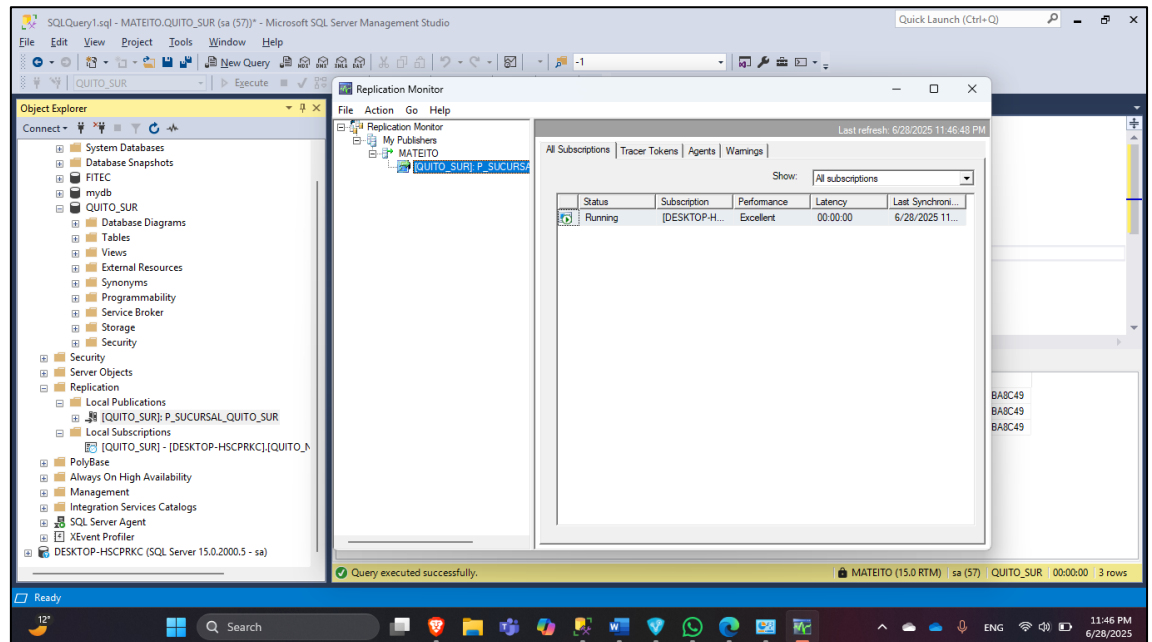 SQLQuery1.sql - MATEITO.QUITO_SUR (sa (57))* - Microsoft SQL Server Management Studio
Quick Launch (Ctrl+Q)
File Edit View Project Tools Window Help
New Query
-1
QUITO_SUR
Execute
Object Explorer
Connect
System Databases
Database Snapshots
FITEC
mydb
QUITO_SUR
Database Diagrams
Tables
Views
External Resources
Synonyms
Programmability
Service Broker
Storage
Security
Security
Server Objects
Replication
Local Publications
[QUITO_SUR]: P_SUCURSAL_QUITO_SUR
Local Subscriptions
[QUITO_SUR] - [DESKTOP-HSCPRKC].[QUITO_N
PolyBase
Always On High Availability
Management
Integration Services Catalogs
SQL Server Agent
XEvent Profiler
DESKTOP-HSCPRKC (SQL Server 15.0.2000.5 - sa)
Replication Monitor
File Action Go Help
Replication Monitor
My Publishers
MATEITO
[QUITO_SUR]: P_SUCURSA
Last refresh: 6/28/2025 11:46:48 PM
All Subscriptions Tracer Tokens Agents Warnings
Show: All subscriptions
Status Subscription Performance Latency Last Synchroni...
Running [DESKTOP-H... Excellent 00:00:00 6/28/2025 11...
BA8C49
BA8C49
BA8C49
Query executed successfully.
MATEITO (15.0 RTM) sa (57) QUITO_SUR 00:00:00 3 rows
Ready
12°
Search
ENG
11:46 PM
6/28/2025